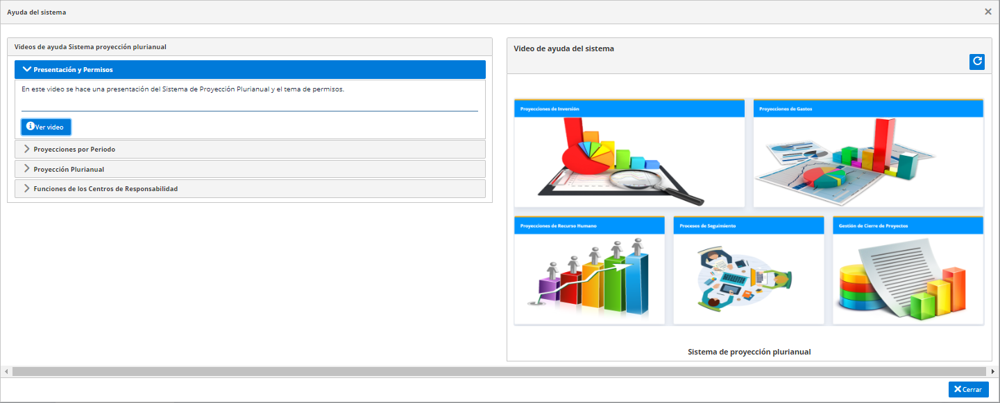 Ayuda del sistema
Videos de ayuda Sistema proyección plurianual
Presentación y Permisos
En este video se hace una presentación del Sistema de Proyección Plurianual y el tema de permisos.
Ver video
Proyecciones por Periodo
Proyección Plurianual
Funciones de los Centros de Responsabilidad
Video de ayuda del sistema
Proyecciones de Inversión
Proyecciones de Gastos
Proyecciones de Recurso Humano
Procesos de Seguimiento
Gestión de Cierre de Proyectos
Sistema de proyección plurianual
Cerrar